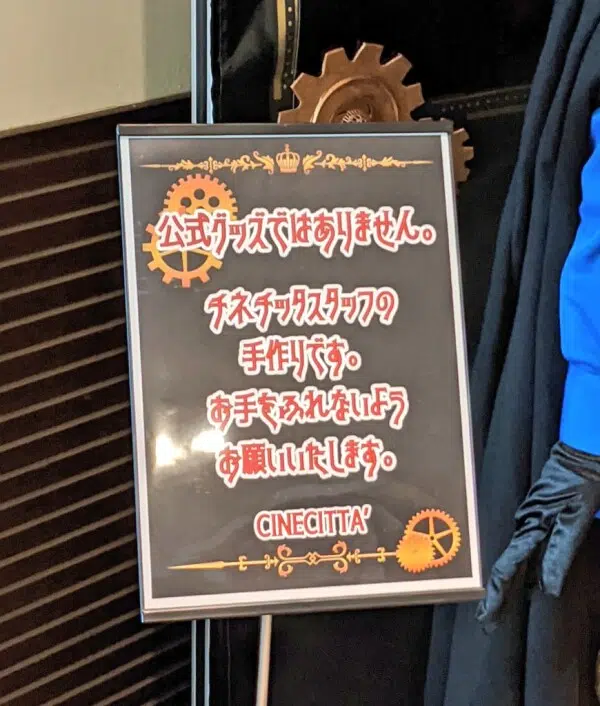 公式グッズではありません。
チネチッタスタッフの
手作りです。
お手をふれないよう
お願いいたします。
CINECITTA'